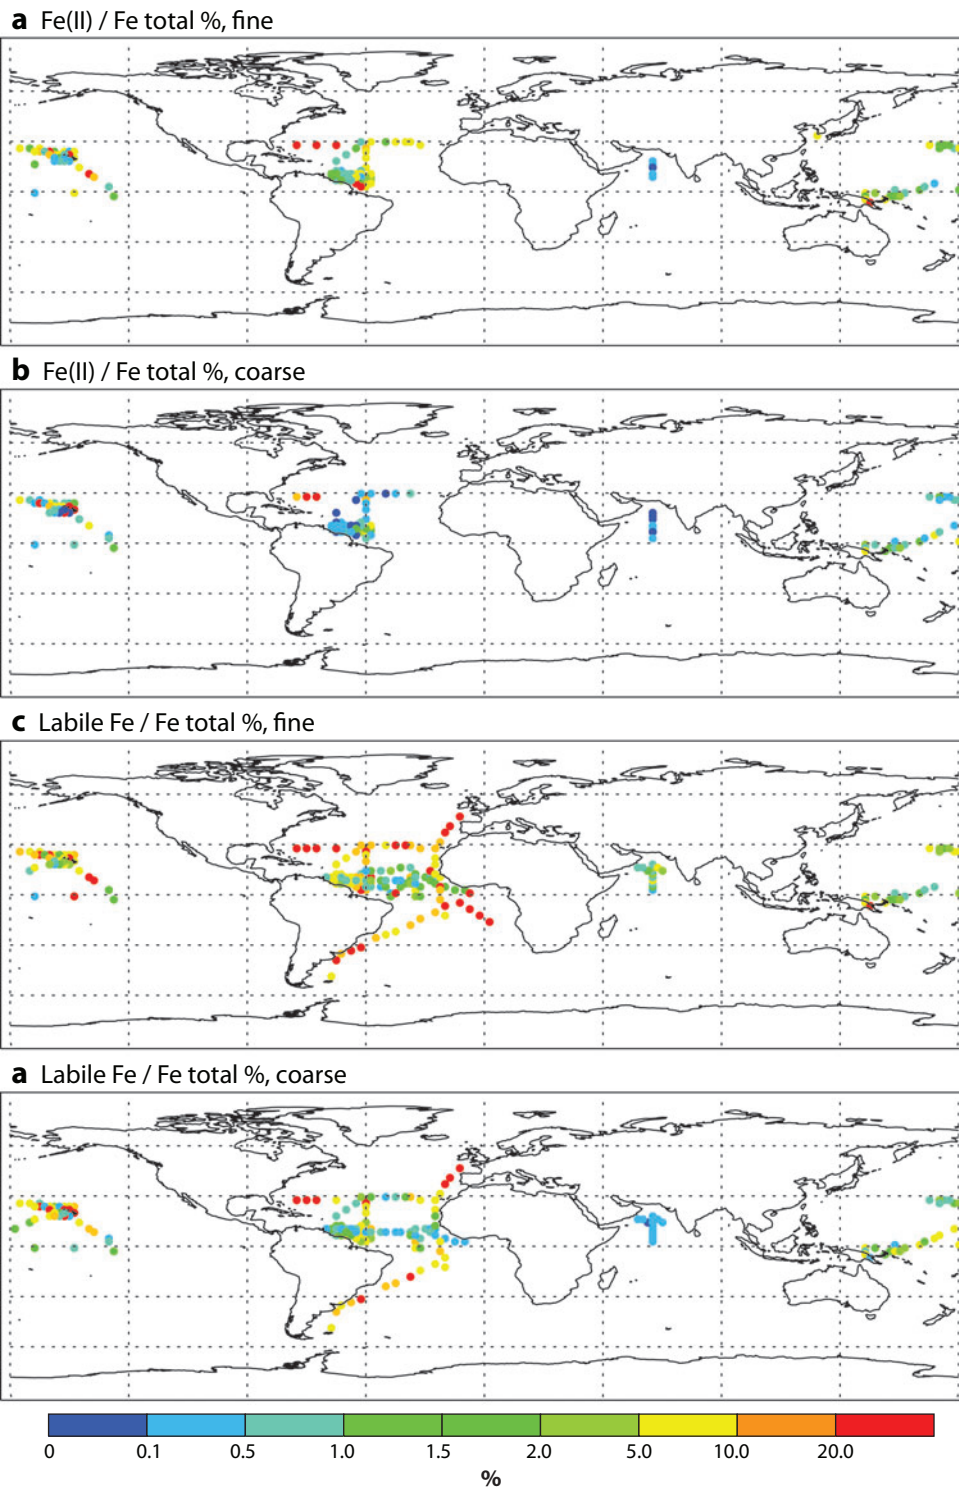 a Fe(II) / Fe total %, fine
b Fe(II) / Fe total %, coarse
c Labile Fe / Fe total %, fine
a Labile Fe / Fe total %, coarse
0 0.1 0.5 1.0 1.5 2.0 5.0 10.0 20.0
%